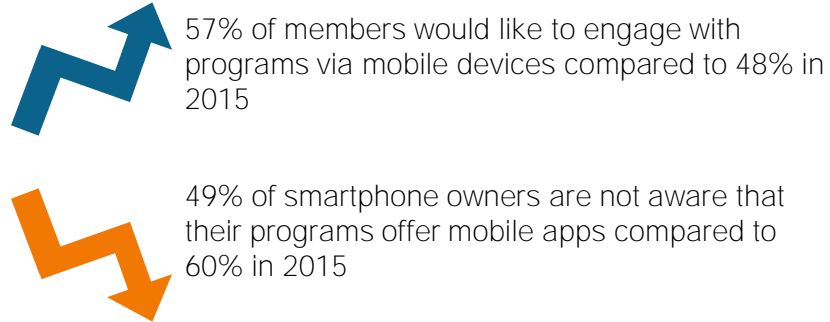 57% of members would like to engage with
programs via mobile devices compared to 48% in
2015
49% of smartphone owners are not aware that
their programs offer mobile apps compared to
60% in 2015